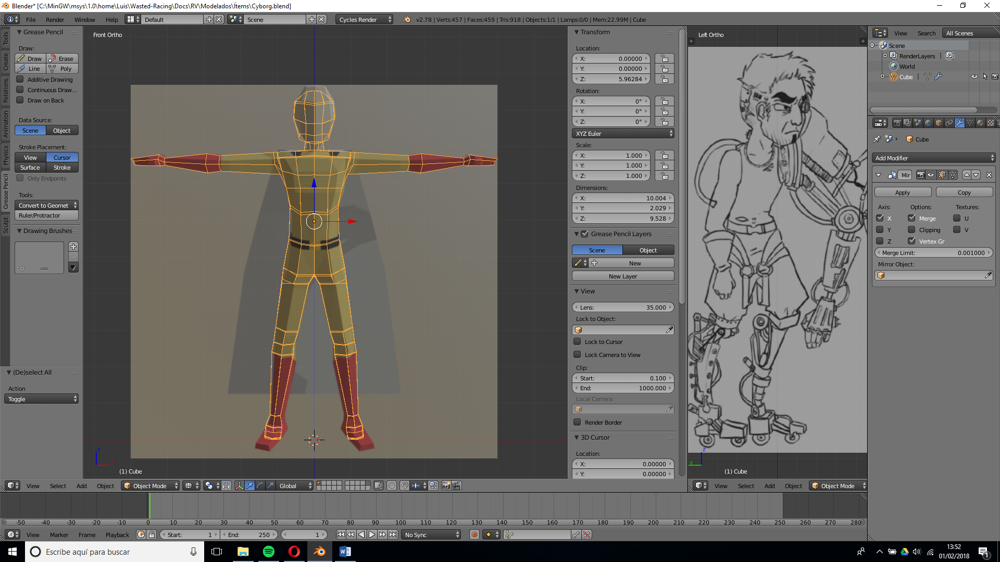 Blender* [C:\MinGW\msys\1.0\home\Luis\Wasted-Racing\Docs\RV\Modelados\Ítems\Cyborg.blend]
File Render Window Help Default Scene Cycles Render v2.78 | Verts:457 | Faces:459 | Tris:918 | Objects:1/1 | Lamps:0/0 | Mem:22.99M | Cube
Tools
Create
Relations
Animation
Physics
Grease Pencil
Sculpt
Grease Pencil
Draw:
Draw Erase
Line Poly
Additive Drawing
Continuous Draw...
Draw on Back
Data Source:
Scene Object
Stroke Placement:
View Cursor
Surface Stroke
Only Endpoints
Tools:
Convert to Geomet
Ruler/Protractor
Drawing Brushes
(De)select All
Action
Toggle
Front Ortho
z
x
(1) Cube
Transform
Location:
X: 0.00000
Y: 0.00000
Z: 5.96284
Rotation:
X: 0°
Y: 0°
Z: 0°
XYZ Euler
Scale:
X: 1.000
Y: 1.000
Z: 1.000
Dimensions:
X: 10.004
Y: 2.029
Z: 9.528
Grease Pencil Layers
Scene Object
New
New Layer
View
Lens: 35.000
Lock to Object:
Lock to Cursor
Lock Camera to View
Clip:
Start: 0.100
End: 1000.000
Local Camera:
Render Border
3D Cursor
Location:
X: 0.00000
Y: 0.00000
Left Ortho
z
y
(1) Cube
View Search All Scenes
Scene
RenderLayers |
World
Cube |
Cube
Add Modifier
Mir
Apply Copy
Axis: Options: Textures:
X Merge U
Y Clipping V
Z Vertex Gr
Merge Limit: 0.001000
Mirror Object:
View Select Add Object Object Mode Global
View Select Add Object Object Mode
-50 -40 -30 -20 -10 0 10 20 30 40 50 60 70 80 90 100 110 120 130 140 150 160 170 180 190 200 210 220 230 240 250 260 270 280
View Marker Frame Playback Start: 1 End: 250 1 No Sync
Escribe aquí para buscar
13:52
01/02/2018
1